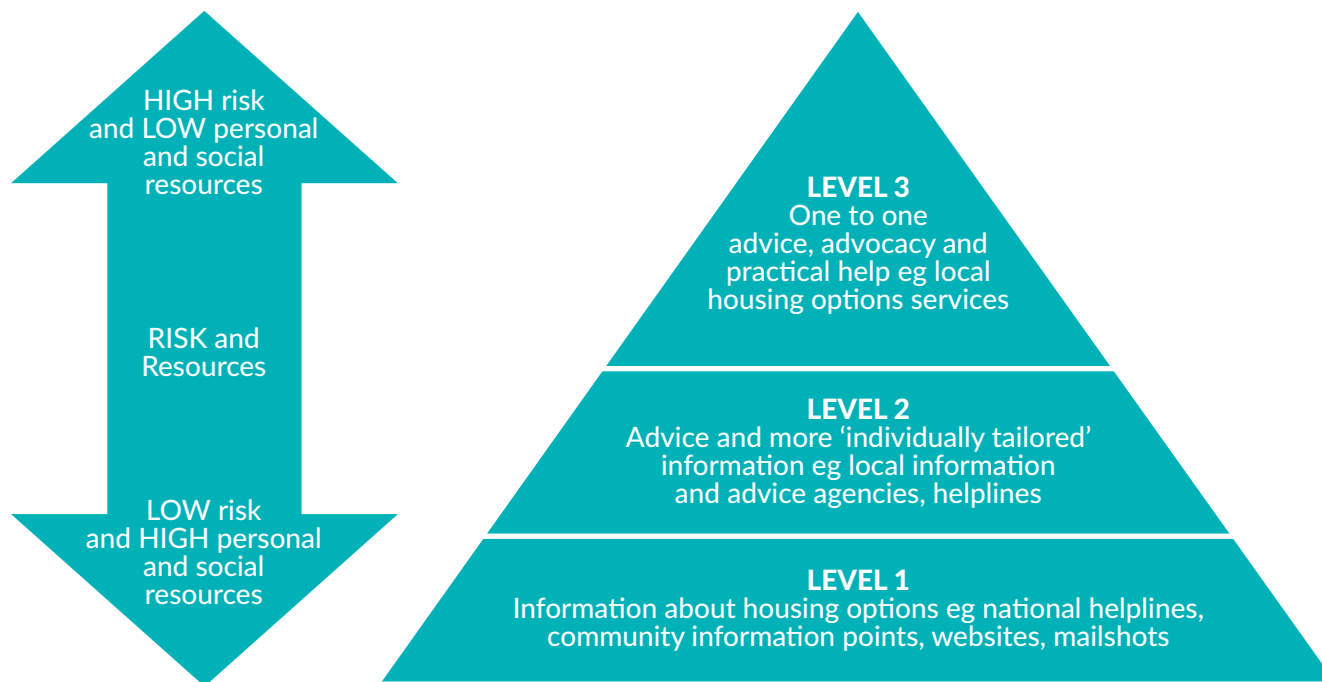 HIGH risk
and LOW personal
and social
resources
RISK and
Resources
LOW risk
and HIGH personal
and social
resources
LEVEL 3
One to one
advice, advocacy and
practical help eg local
housing options services
LEVEL 2
Advice and more ‘individually tailored’
information eg local information
and advice agencies, helplines
LEVEL 1
Information about housing options eg national helplines,
community information points, websites, mailshots